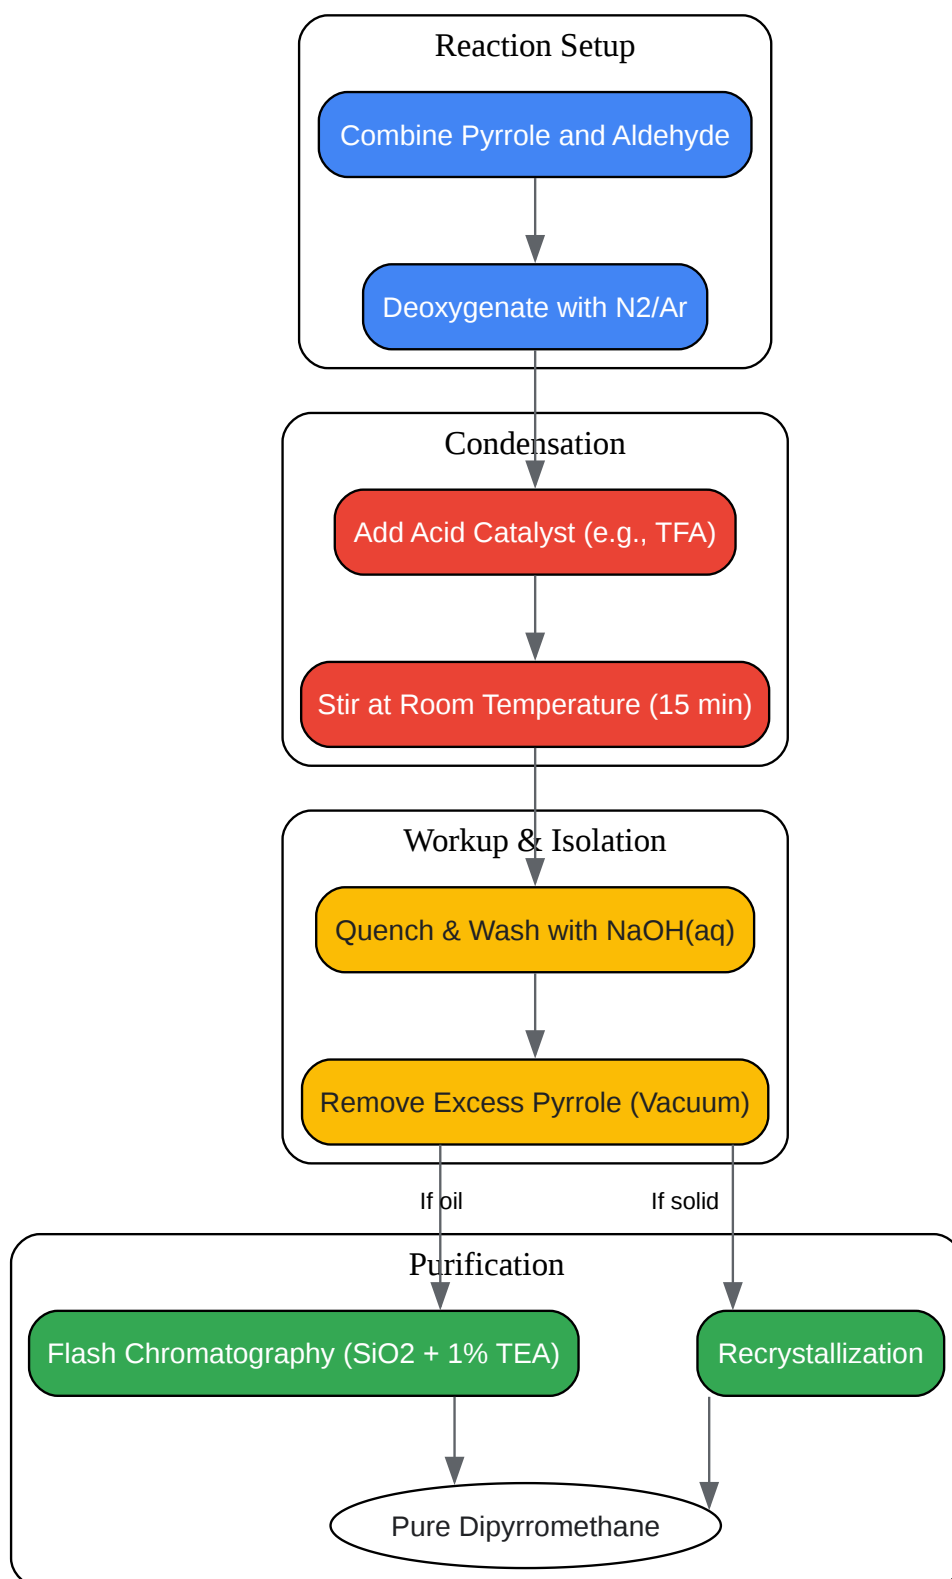 Reaction Setup
Combine Pyrrole and Aldehyde
Deoxygenate with N2/Ar
Condensation
Add Acid Catalyst (e.g., TFA)
Stir at Room Temperature (15 min)
Workup & Isolation
Quench & Wash with NaOH(aq)
Remove Excess Pyrrole (Vacuum)
If oil
If solid
Purification
Flash Chromatography (SiO2 + 1% TEA)
Recrystallization
Pure Dipyrromethane